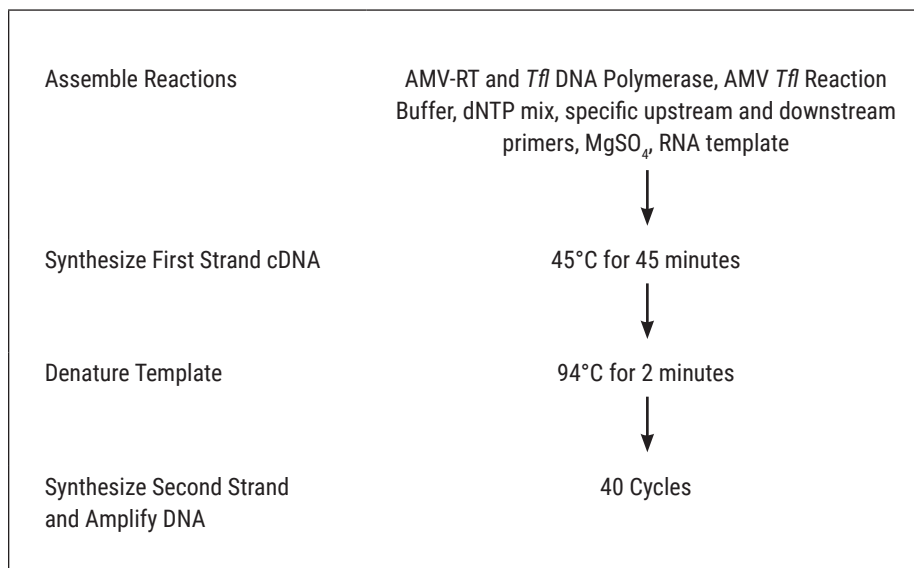 Assemble Reactions
AMV-RT and Tfl DNA Polymerase, AMV Tfl Reaction
Buffer, dNTP mix, specific upstream and downstream
primers, MgSO₄, RNA template
Synthesize First Strand cDNA
45°C for 45 minutes
Denature Template
94°C for 2 minutes
Synthesize Second Strand
and Amplify DNA
40 Cycles